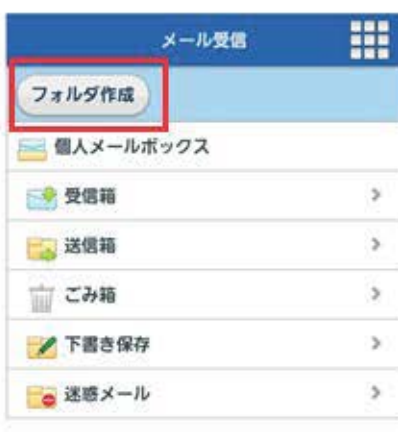 メール受信
フォルダ作成
個人メールボックス
受信箱
送信箱
ごみ箱
下書き保存
迷惑メール